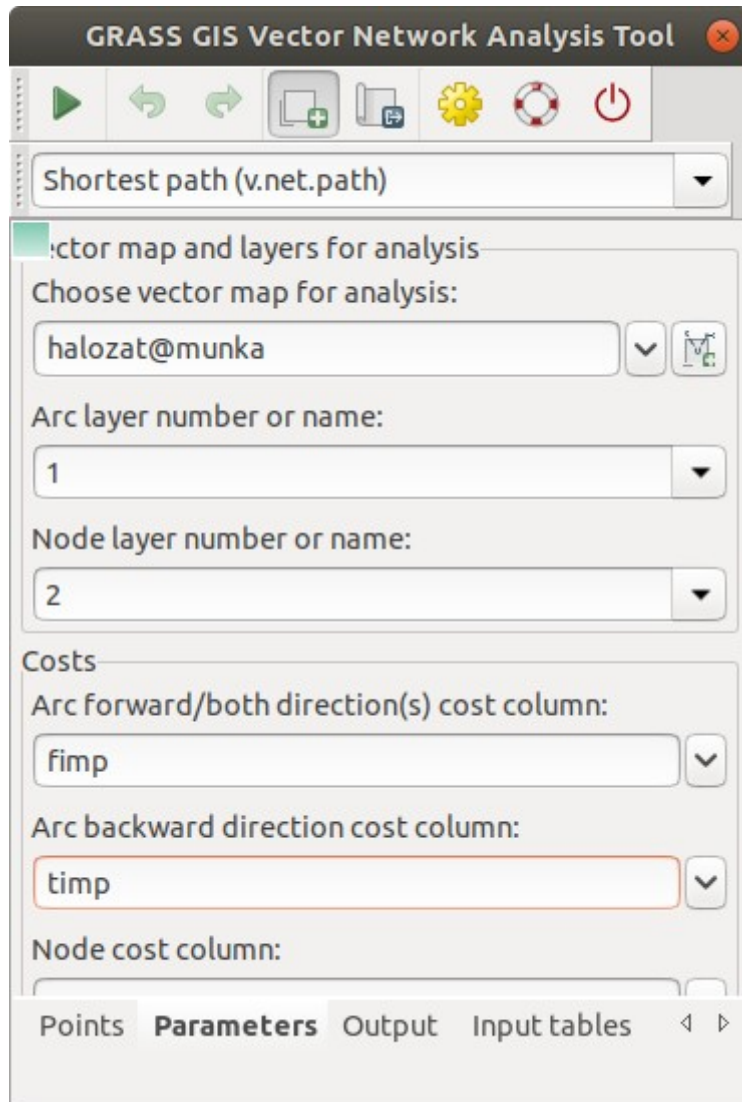 GRASS GIS Vector Network Analysis Tool
Shortest path (v.net.path)
ector map and layers for analysis
Choose vector map for analysis:
halozat@munka
Arc layer number or name:
1
Node layer number or name:
2
Costs
Arc forward/both direction(s) cost column:
fimp
Arc backward direction cost column:
timp
Node cost column:
Points Parameters Output Input tables